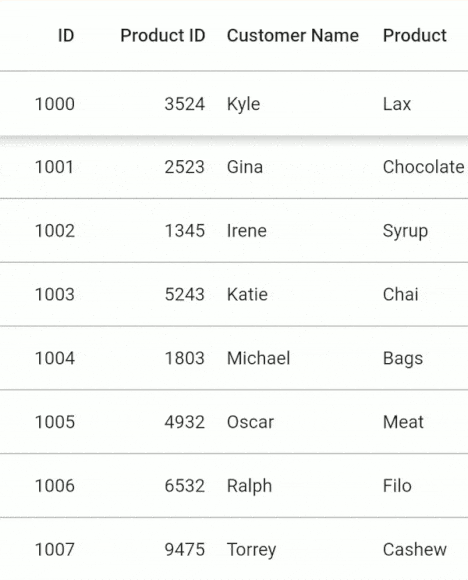 ID Product ID Customer Name Product
1000 3524 Kyle Lax
1001 2523 Gina Chocolate
1002 1345 Irene Syrup
1003 5243 Katie Chai
1004 1803 Michael Bags
1005 4932 Oscar Meat
1006 6532 Ralph Filo
1007 9475 Torrey Cashew